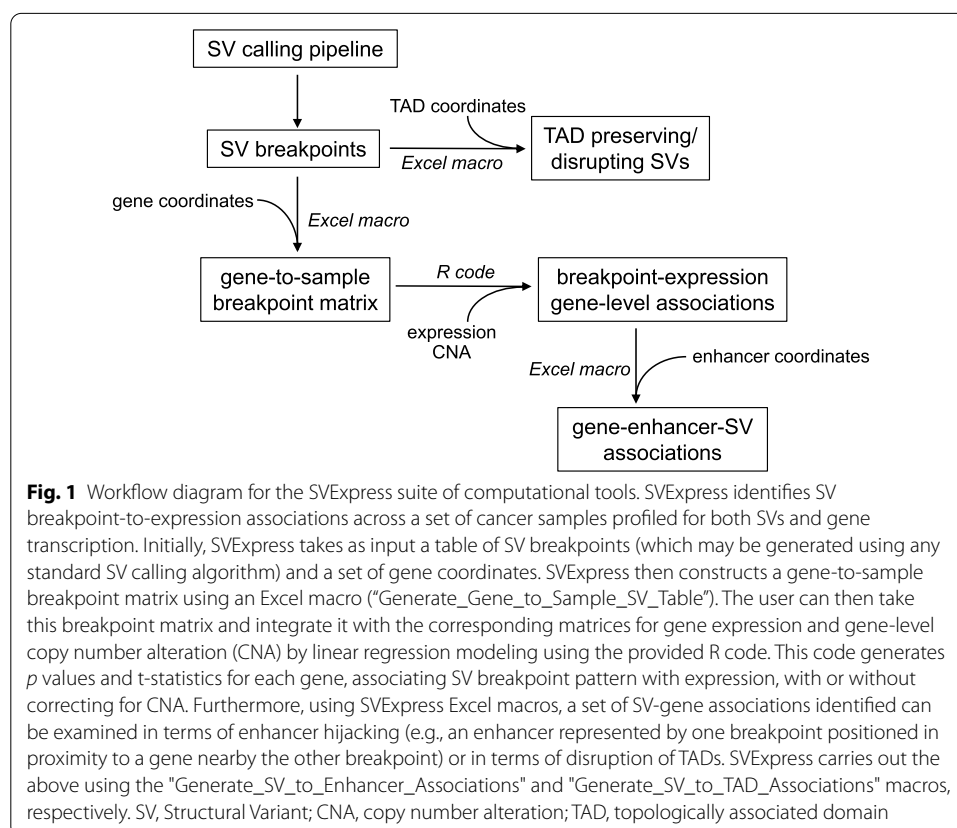 SV calling pipeline
TAD coordinates
SV breakpoints
Excel macro
TAD preserving/
disrupting SVs
gene coordinates
Excel macro
gene-to-sample
breakpoint matrix
R code
expression
CNA
breakpoint-expression
gene-level associations
Excel macro
enhancer coordinates
gene-enhancer-SV
associations
Fig. 1 Workflow diagram for the SVExpress suite of computational tools. SVExpress identifies SV
breakpoint-to-expression associations across a set of cancer samples profiled for both SVs and gene
transcription. Initially, SVExpress takes as input a table of SV breakpoints (which may be generated using any
standard SV calling algorithm) and a set of gene coordinates. SVExpress then constructs a gene-to-sample
breakpoint matrix using an Excel macro (“Generate_Gene_to_Sample_SV_Table”). The user can then take
this breakpoint matrix and integrate it with the corresponding matrices for gene expression and gene-level
copy number alteration (CNA) by linear regression modeling using the provided R code. This code generates
p values and t-statistics for each gene, associating SV breakpoint pattern with expression, with or without
correcting for CNA. Furthermore, using SVExpress Excel macros, a set of SV-gene associations identified can
be examined in terms of enhancer hijacking (e.g., an enhancer represented by one breakpoint positioned in
proximity to a gene nearby the other breakpoint) or in terms of disruption of TADs. SVExpress carries out the
above using the "Generate_SV_to_Enhancer_Associations" and "Generate_SV_to_TAD_Associations" macros,
respectively. SV, Structural Variant; CNA, copy number alteration; TAD, topologically associated domain